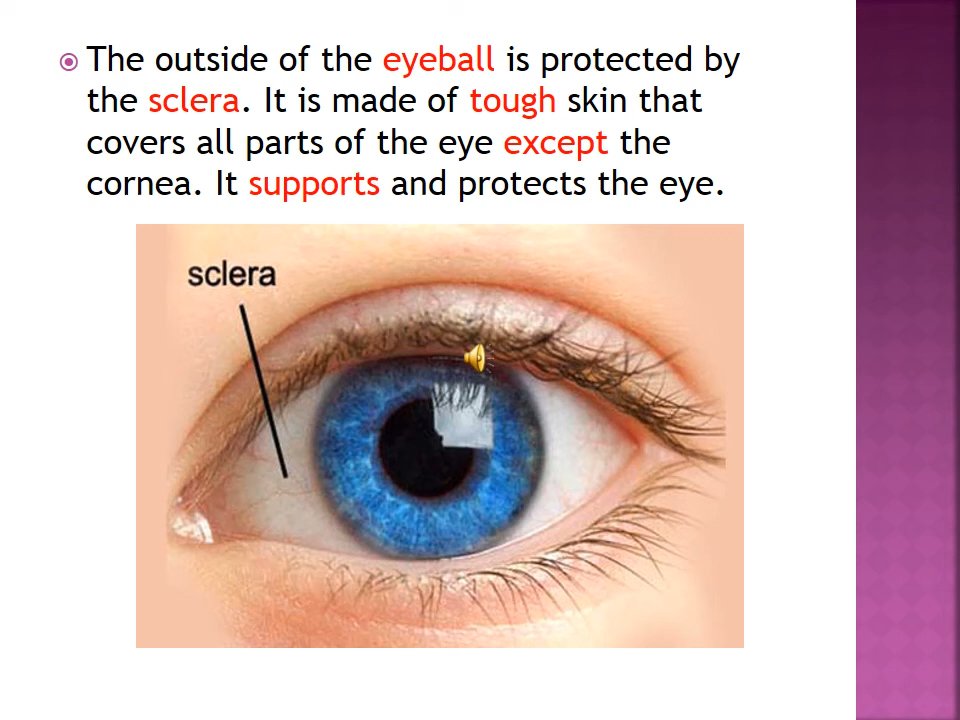 The outside of the eyeball is protected by
the sclera. It is made of tough skin that
covers all parts of the eye except the
cornea. It supports and protects the eye.
sclera